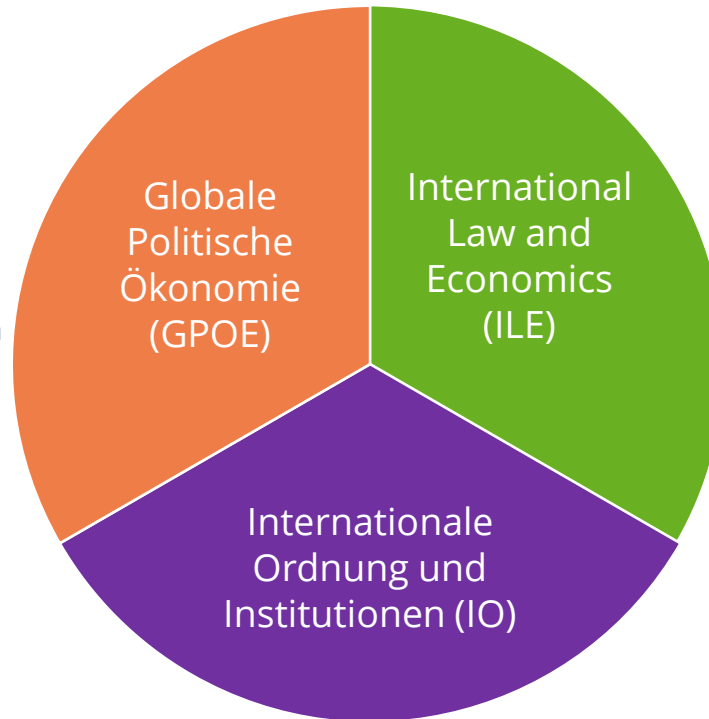 Globale
Politische
Ökonomie
(GPOE)
International
Law and
Economics
(ILE)
Internationale
Ordnung und
Institutionen (IO)